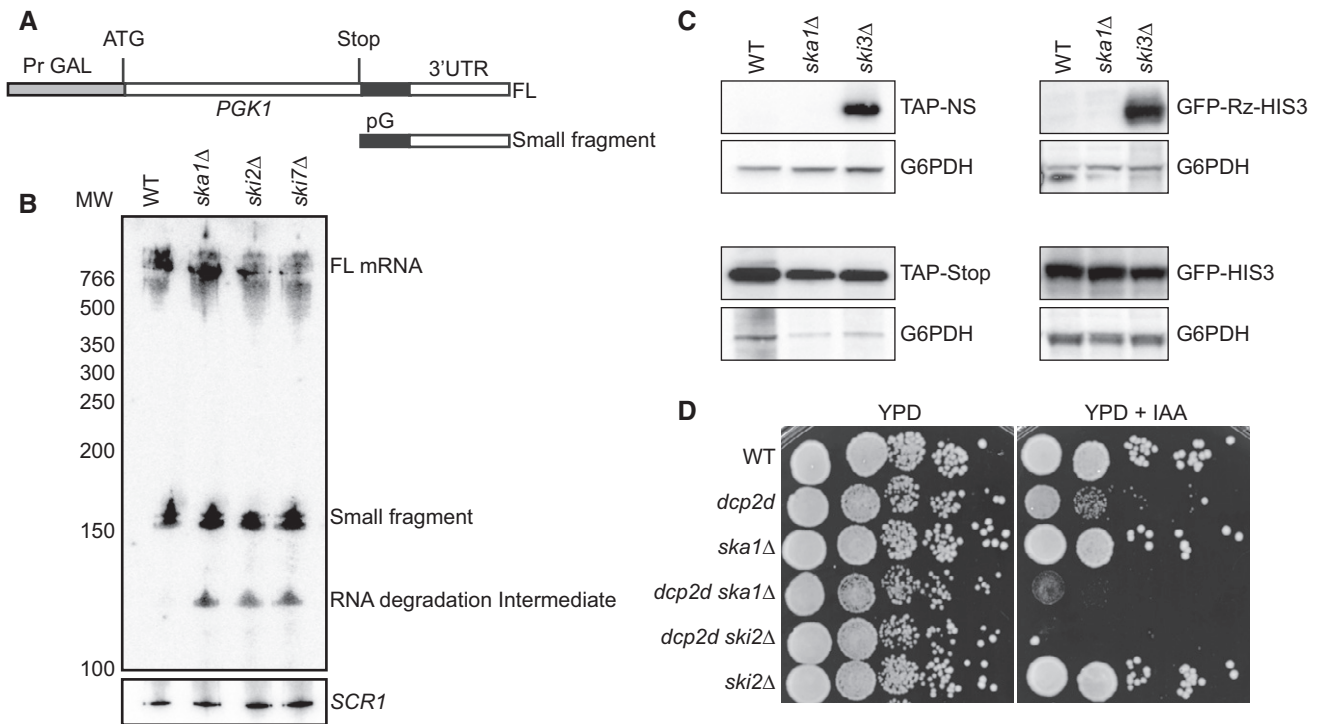 A
ATG
Stop
Pr GAL
3'UTR
FL
PGK1
pG
Small fragment
B
MW
WT
ska1Δ
ski2Δ
ski7Δ
FL mRNA
766
500
350
300
250
200
Small fragment
150
RNA degradation Intermediate
100
SCR1
C
WT
ska1Δ
ski3Δ
TAP-NS
G6PDH
TAP-Stop
G6PDH
WT
ska1Δ
ski3Δ
GFP-Rz-HIS3
G6PDH
GFP-HIS3
G6PDH
D
YPD
YPD + IAA
WT
dcp2d
ska1Δ
dcp2d ska1Δ
dcp2d ski2Δ
ski2Δ